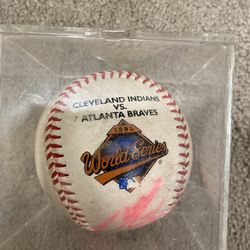 CLEVELAND INDIANS
VS.
ATLANTA BRAVES
1995
World Series